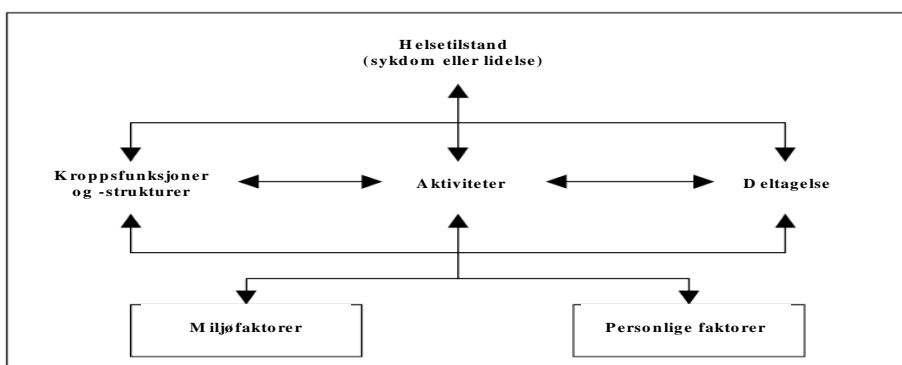 Helsetilstand
(sykdom eller lidelse)
Kroppsfunksjoner
og -strukturer
Aktiviteter
Deltagelse
Miljøfaktorer
Personlige faktorer